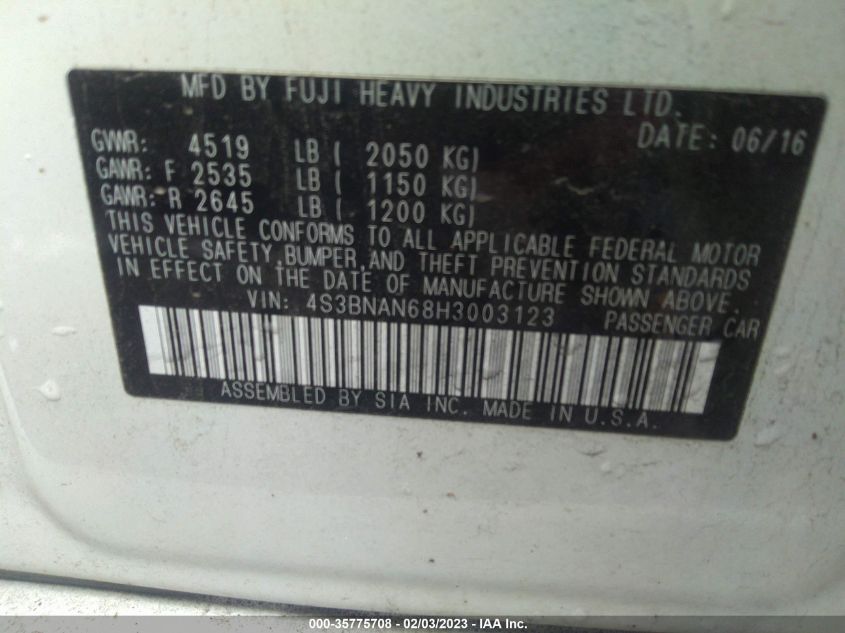 MFD BY FUJI HEAVY INDUSTRIES LTD.
DATE: 06/16
GVWR: 4519 LB ( 2050 KG)
GAWR: F 2535 LB ( 1150 KG)
GAWR: R 2645 LB ( 1200 KG)
THIS VEHICLE CONFORMS TO ALL APPLICABLE FEDERAL MOTOR
VEHICLE SAFETY,BUMPER,AND THEFT PREVENTION STANDARDS
IN EFFECT ON THE DATE OF MANUFACTURE SHOWN ABOVE.
VIN: 4S3BNAN68H3003123 PASSENGER CAR
ASSEMBLED BY SIA INC. MADE IN U.S.A.
000-35775708 - 02/03/2023 - IAA Inc.